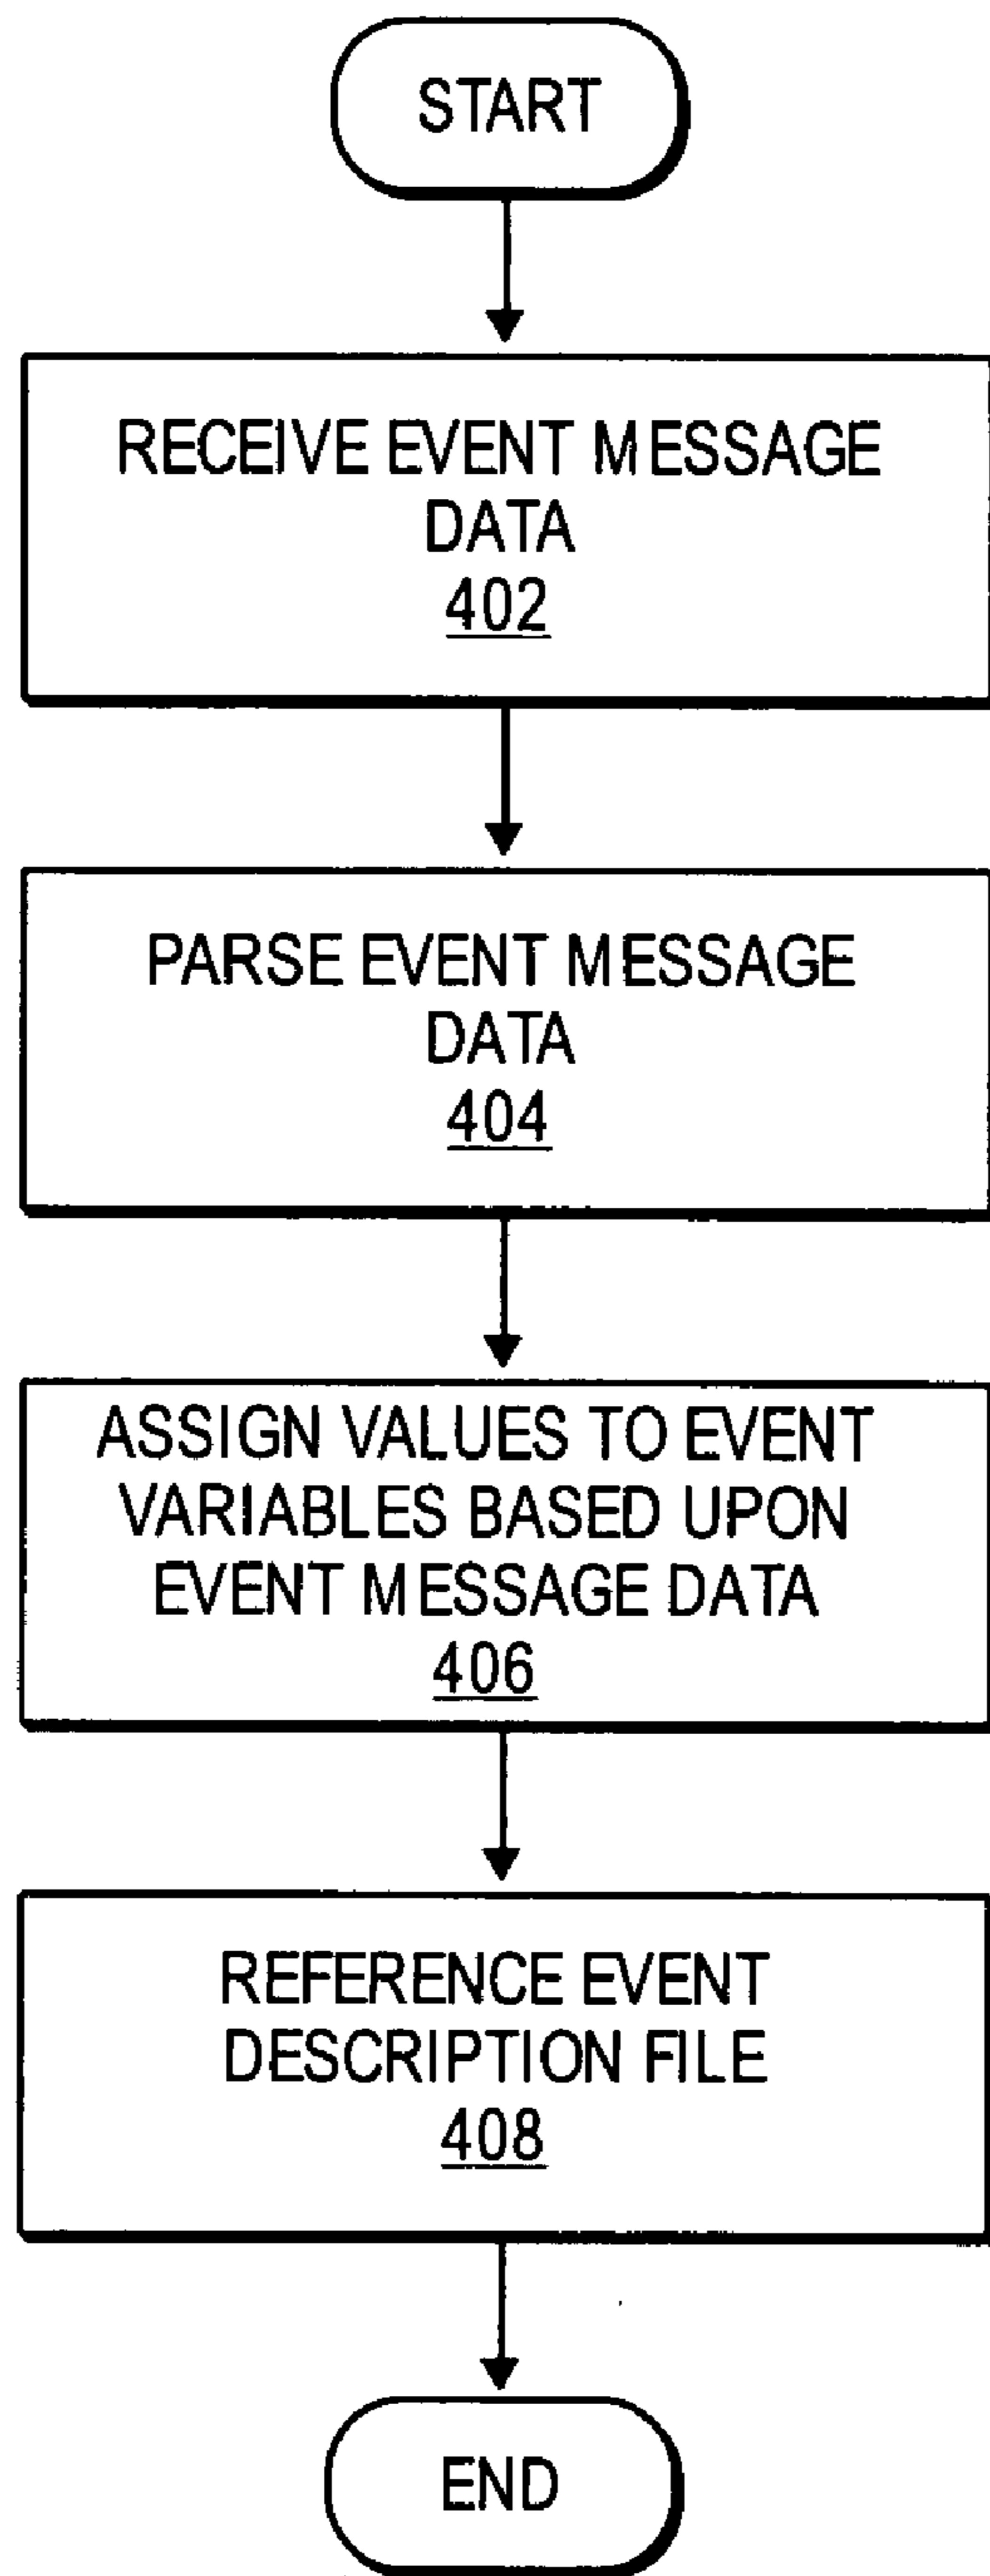 START
RECEIVE EVENT MESSAGE
DATA
402
PARSE EVENT MESSAGE
DATA
404
ASSIGN VALUES TO EVENT
VARIABLES BASED UPON
EVENT MESSAGE DATA
406
REFERENCE EVENT
DESCRIPTION FILE
408
END